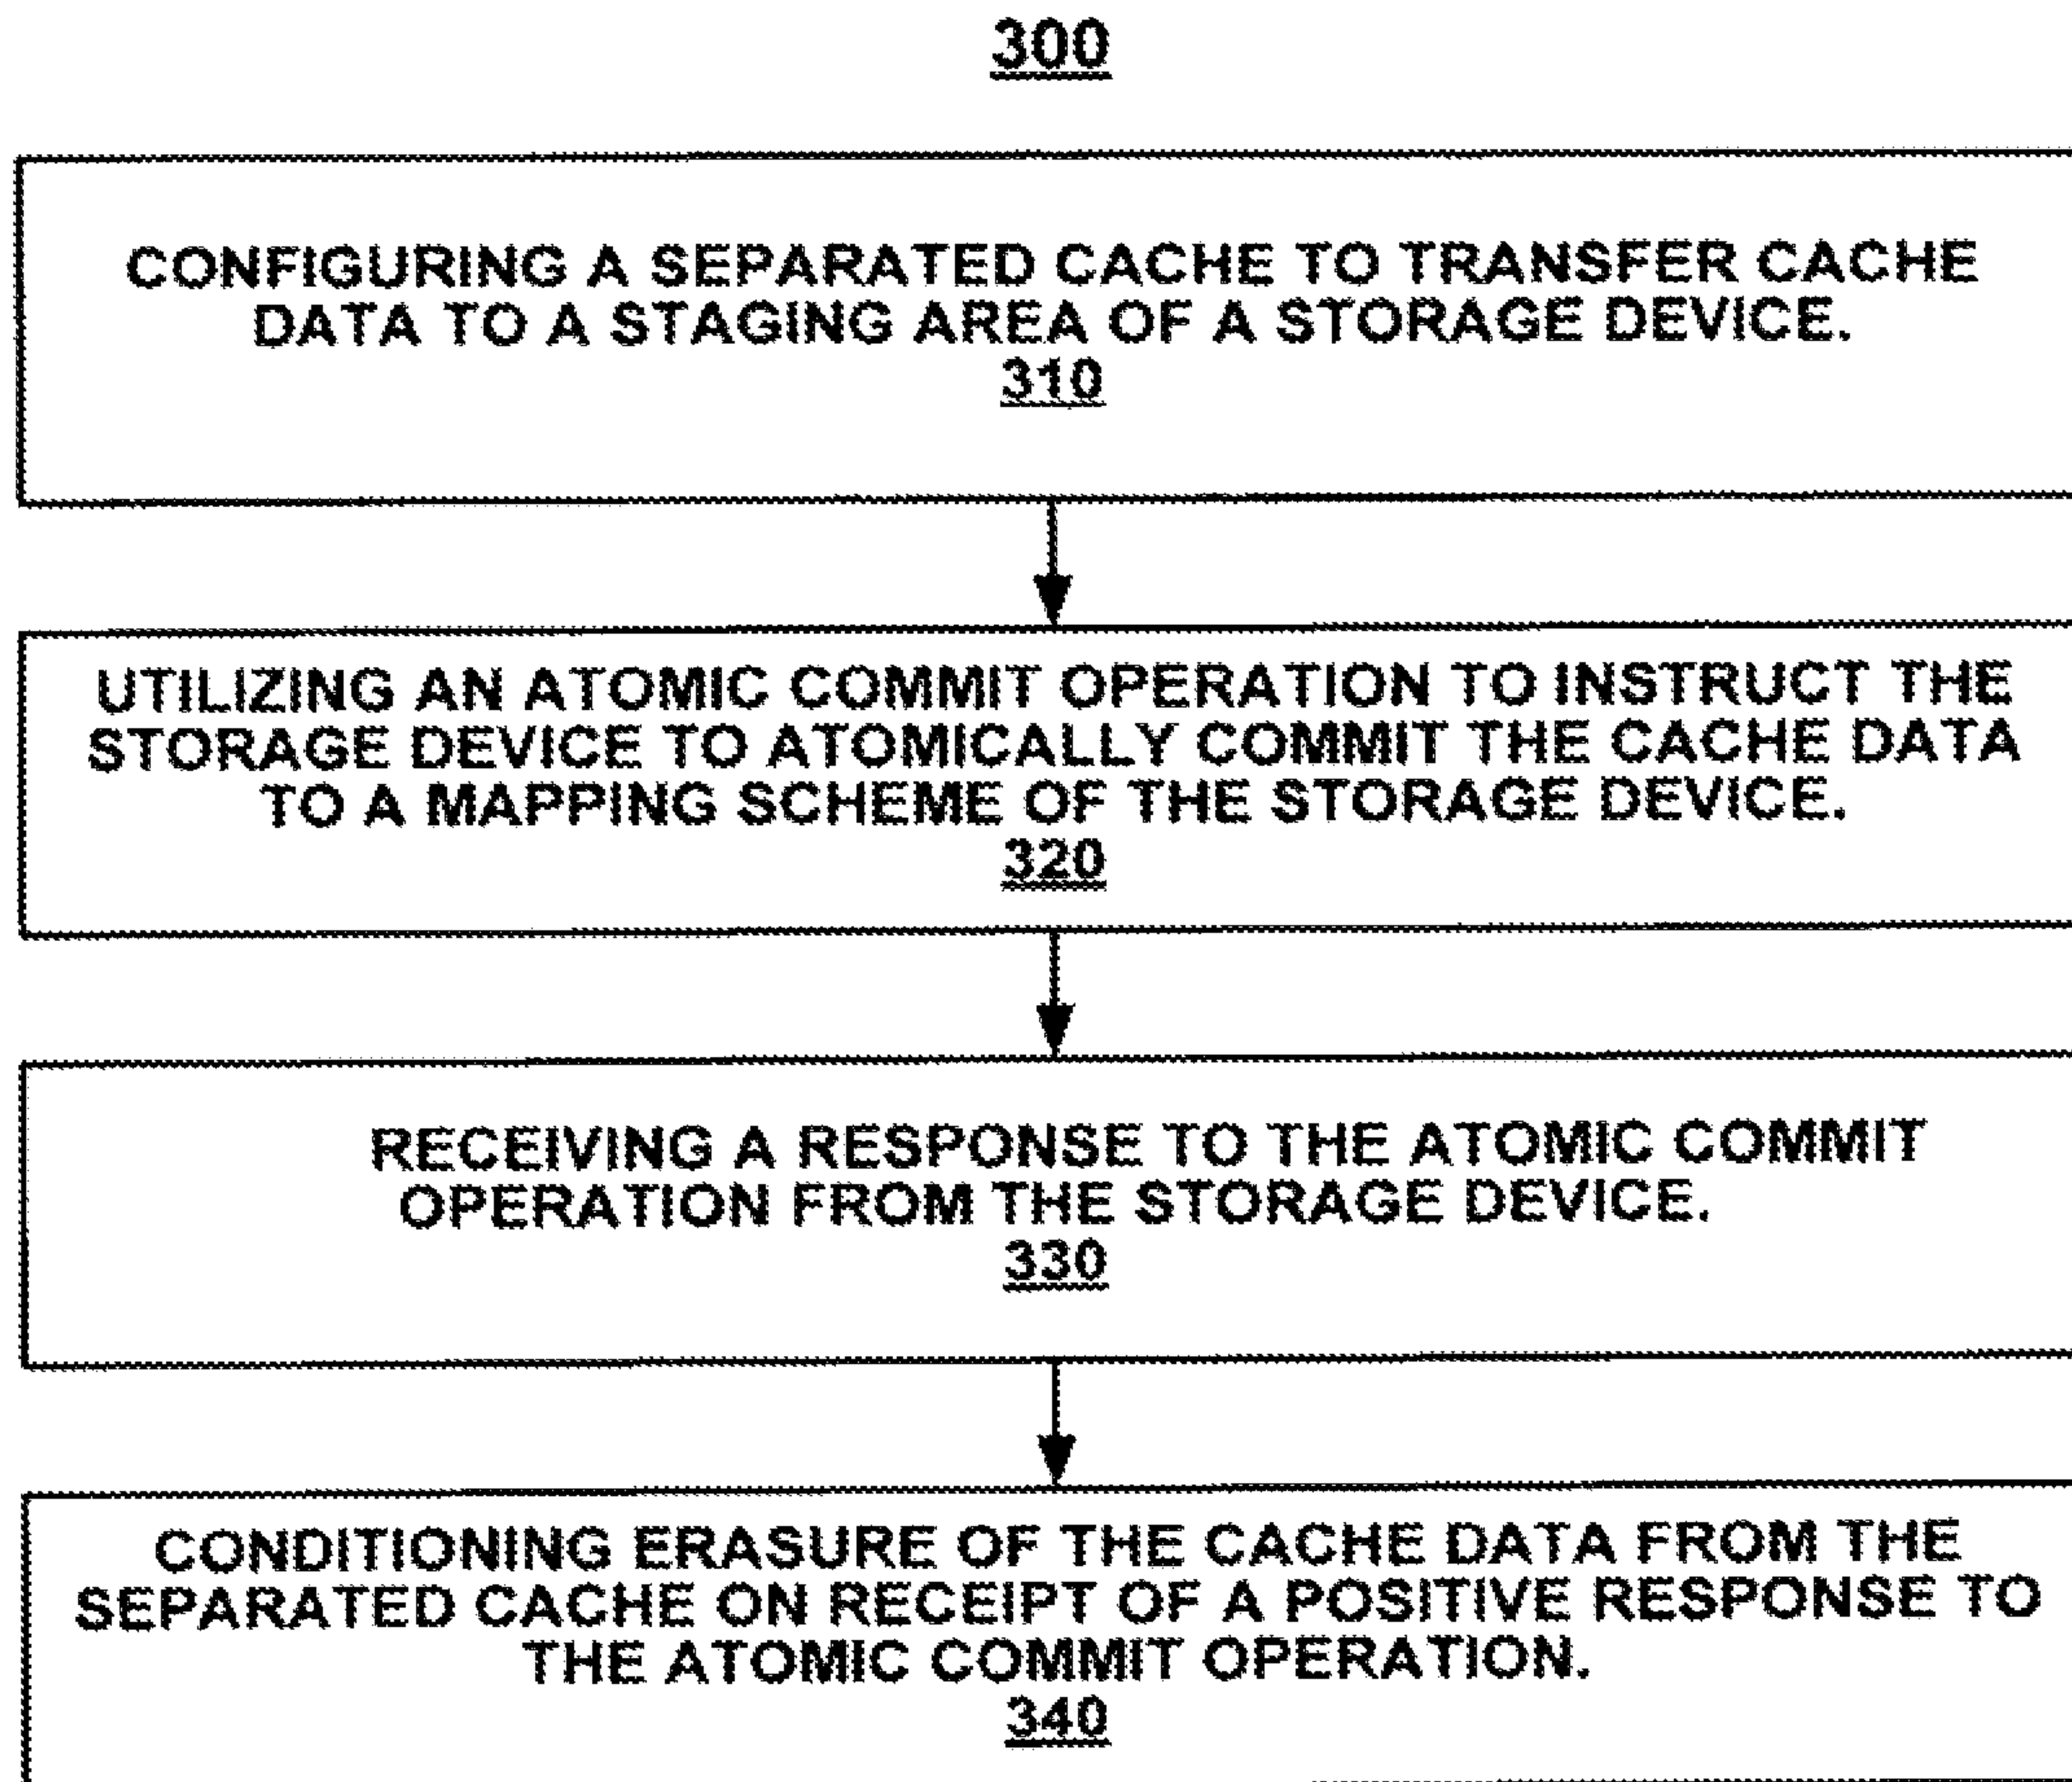 300
CONFIGURING A SEPARATED CACHE TO TRANSFER CACHE
DATA TO A STAGING AREA OF A STORAGE DEVICE.
310
UTILIZING AN ATOMIC COMMIT OPERATION TO INSTRUCT THE
STORAGE DEVICE TO ATOMICALLY COMMIT THE CACHE DATA
TO A MAPPING SCHEME OF THE STORAGE DEVICE.
320
RECEIVING A RESPONSE TO THE ATOMIC COMMIT
OPERATION FROM THE STORAGE DEVICE.
330
CONDITIONING ERASURE OF THE CACHE DATA FROM THE
SEPARATED CACHE ON RECEIPT OF A POSITIVE RESPONSE TO
THE ATOMIC COMMIT OPERATION.
340